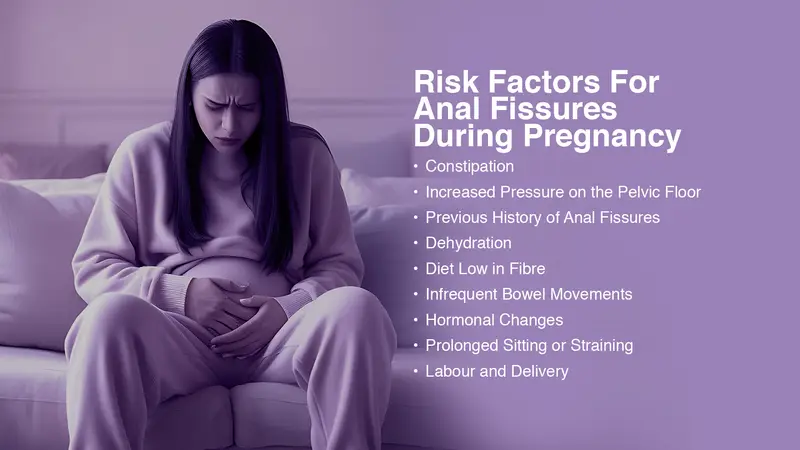 Risk Factors For
Anal Fissures
During Pregnancy
• Constipation
• Increased Pressure on the Pelvic Floor
• Previous History of Anal Fissures
• Dehydration
• Diet Low in Fibre
• Infrequent Bowel Movements
• Hormonal Changes
• Prolonged Sitting or Straining
• Labour and Delivery